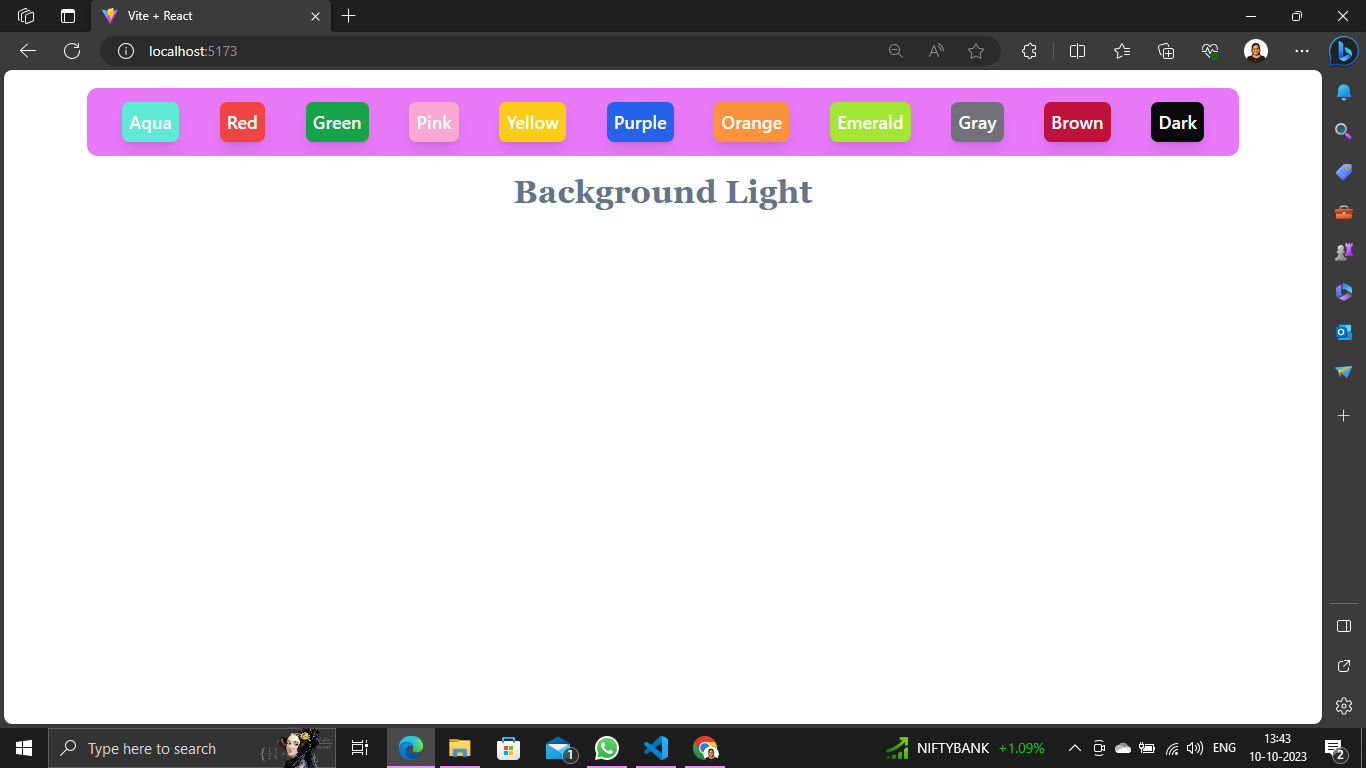 Vite + React
localhost:5173
Aqua Red Green Pink Yellow Purple Orange Emerald Gray Brown Dark
Background Light
Type here to search
1
NIFTYBANK +1.09%
ENG
13:43
10-10-2023
2